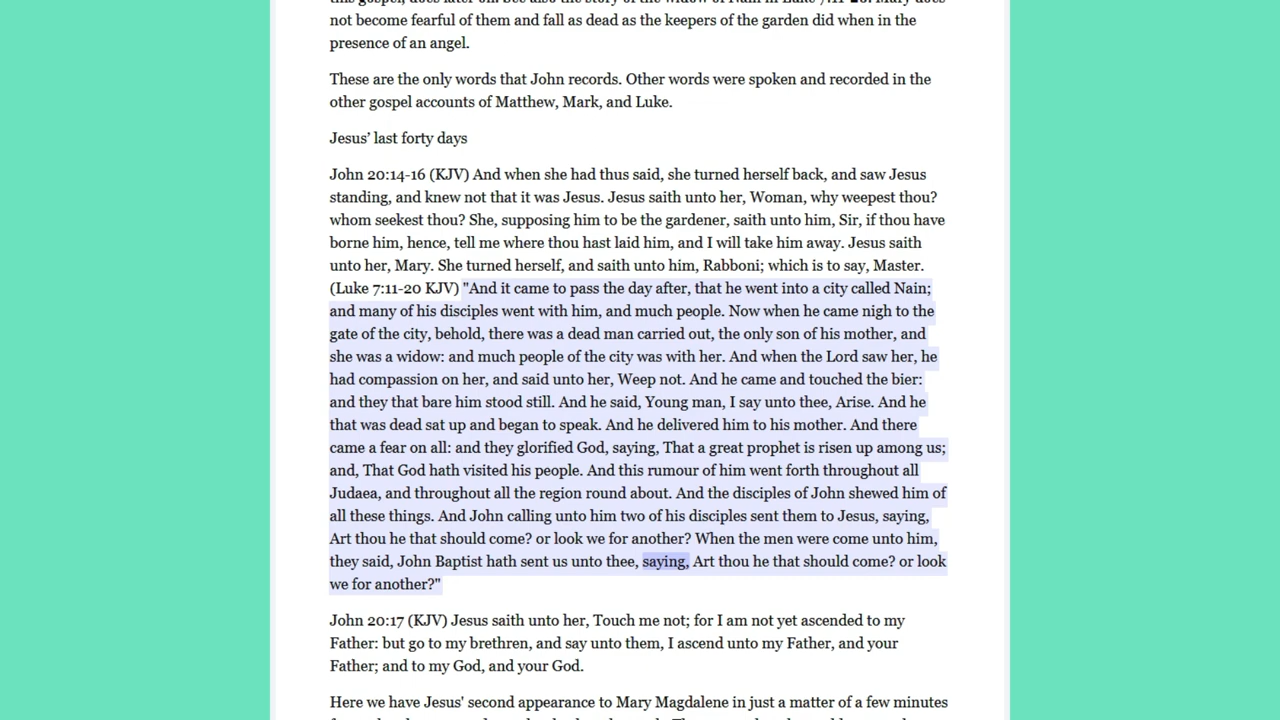 this gospel, does later on. See also the story of the widow of Nain in Luke 7:11-20. Mary does
not become fearful of them and fall as dead as the keepers of the garden did when in the
presence of an angel.
These are the only words that John records. Other words were spoken and recorded in the
other gospel accounts of Matthew, Mark, and Luke.
Jesus’ last forty days
John 20:14-16 (KJV) And when she had thus said, she turned herself back, and saw Jesus
standing, and knew not that it was Jesus. Jesus saith unto her, Woman, why weepest thou?
whom seekest thou? She, supposing him to be the gardener, saith unto him, Sir, if thou have
borne him, hence, tell me where thou hast laid him, and I will take him away. Jesus saith
unto her, Mary. She turned herself, and saith unto him, Rabboni; which is to say, Master.
(Luke 7:11-20 KJV) "And it came to pass the day after, that he went into a city called Nain;
and many of his disciples went with him, and much people. Now when he came nigh to the
gate of the city, behold, there was a dead man carried out, the only son of his mother, and
she was a widow: and much people of the city was with her. And when the Lord saw her, he
had compassion on her, and said unto her, Weep not. And he came and touched the bier:
and they that bare him stood still. And he said, Young man, I say unto thee, Arise. And he
that was dead sat up and began to speak. And he delivered him to his mother. And there
came a fear on all: and they glorified God, saying, That a great prophet is risen up among us;
and, That God hath visited his people. And this rumour of him went forth throughout all
Judaea, and throughout all the region round about. And the disciples of John shewed him of
all these things. And John calling unto him two of his disciples sent them to Jesus, saying,
Art thou he that should come? or look we for another? When the men were come unto him,
they said, John Baptist hath sent us unto thee, saying, Art thou he that should come? or look
we for another?"
John 20:17 (KJV) Jesus saith unto her, Touch me not; for I am not yet ascended to my
Father: but go to my brethren, and say unto them, I ascend unto my Father, and your
Father; and to my God, and your God.
Here we have Jesus' second appearance to Mary Magdalene in just a matter of a few minutes